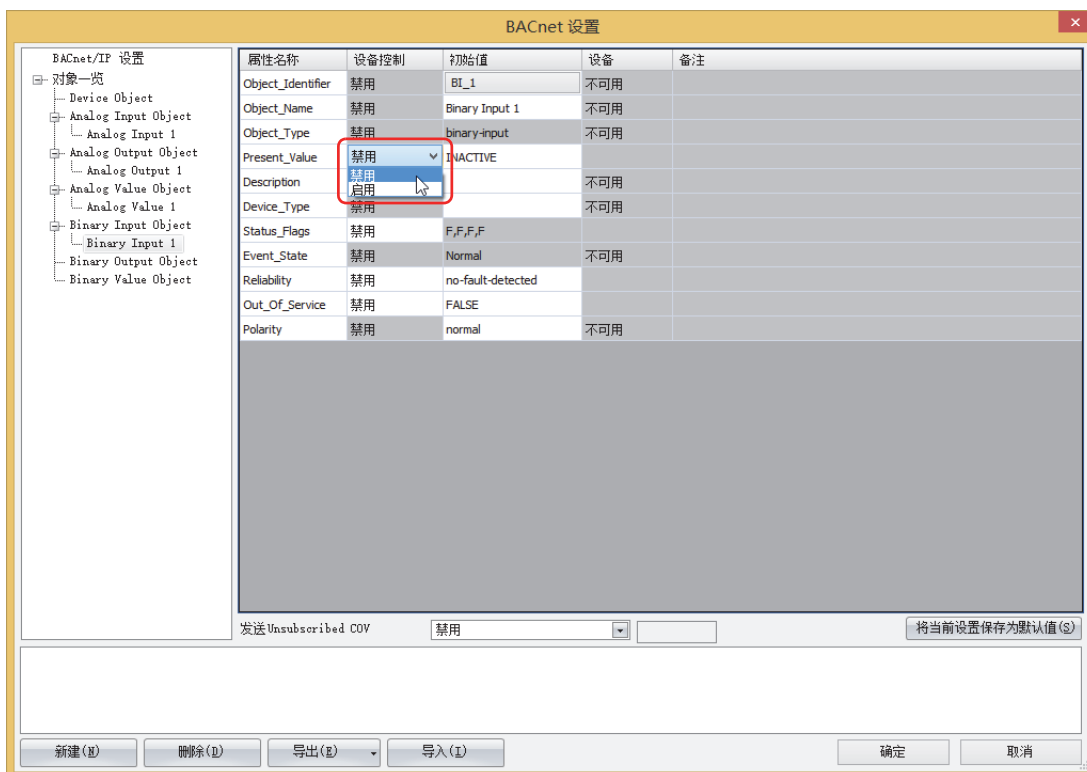 BACnet 设置
BACnet/IP 设置
对象一览
Device Object
Analog Input Object
Analog Input 1
Analog Output Object
Analog Output 1
Analog Value Object
Analog Value 1
Binary Input Object
Binary Input 1
Binary Output Object
Binary Value Object
属性名称 设备控制 初始值 设备 备注
Object_Identifier 禁用 BI_1 不可用
Object_Name 禁用 Binary Input 1 不可用
Object_Type 禁用 binary-input 不可用
Present_Value 禁用 INACTIVE
禁用
Description 启用 不可用
Device_Type 禁用 不可用
Status_Flags 禁用 F,F,F,F
Event_State 禁用 Normal 不可用
Reliability 禁用 no-fault-detected
Out_Of_Service 禁用 FALSE
Polarity 禁用 normal 不可用
发送Unsubscribed COV 禁用 将当前设置保存为默认值(S)
新建(N) 删除(D) 导出(E) 导入(I) 确定 取消